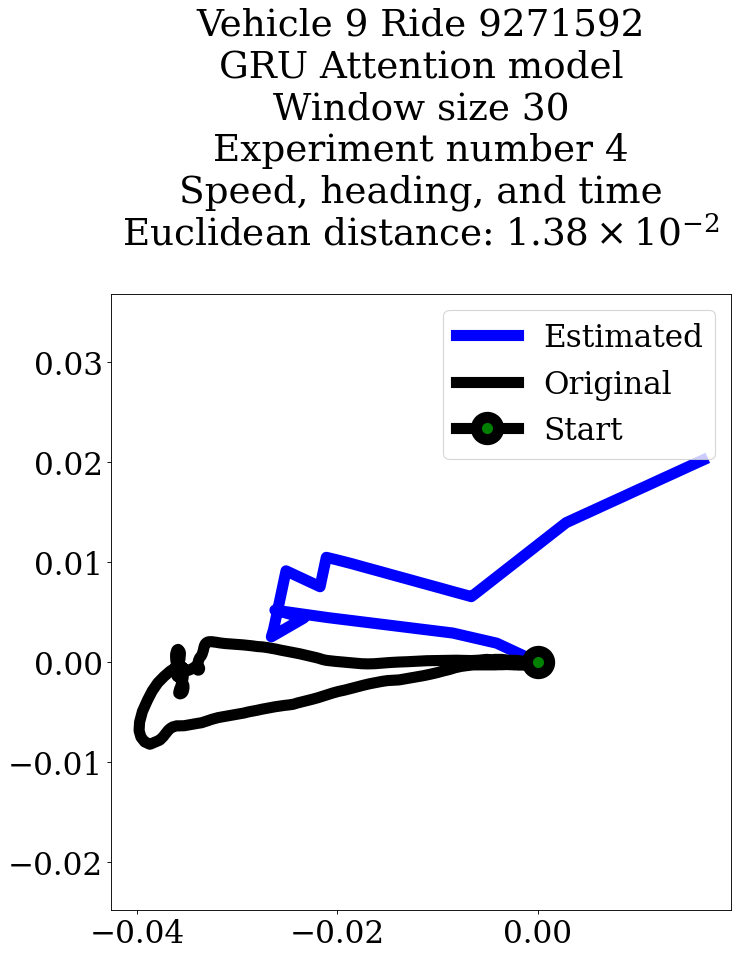 Vehicle 9 Ride 9271592
GRU Attention model
Window size 30
Experiment number 4
Speed, heading, and time
Euclidean distance: 1.38 × 10⁻²
Estimated
Original
Start
0.03
0.02
0.01
0.00
−0.01
−0.02
−0.04
−0.02
0.00